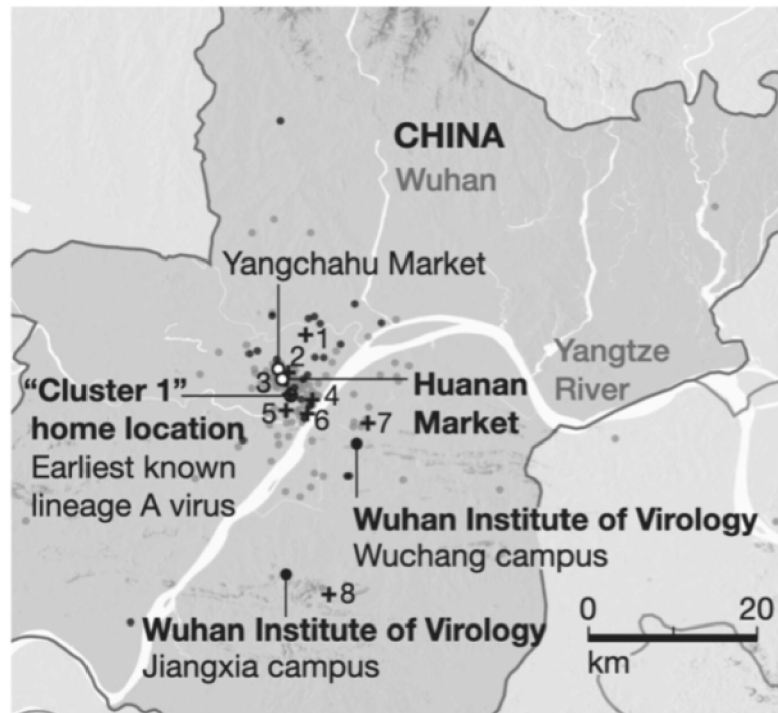 CHINA
Wuhan
Yangchahu Market
+1
2
3
Yangtze
River
“Cluster 1”
home location
Earliest known
lineage A virus
4
5
6
+7
Huanan
Market
Wuhan Institute of Virology
Wuchang campus
+8
Wuhan Institute of Virology
Jiangxia campus
0 20
km